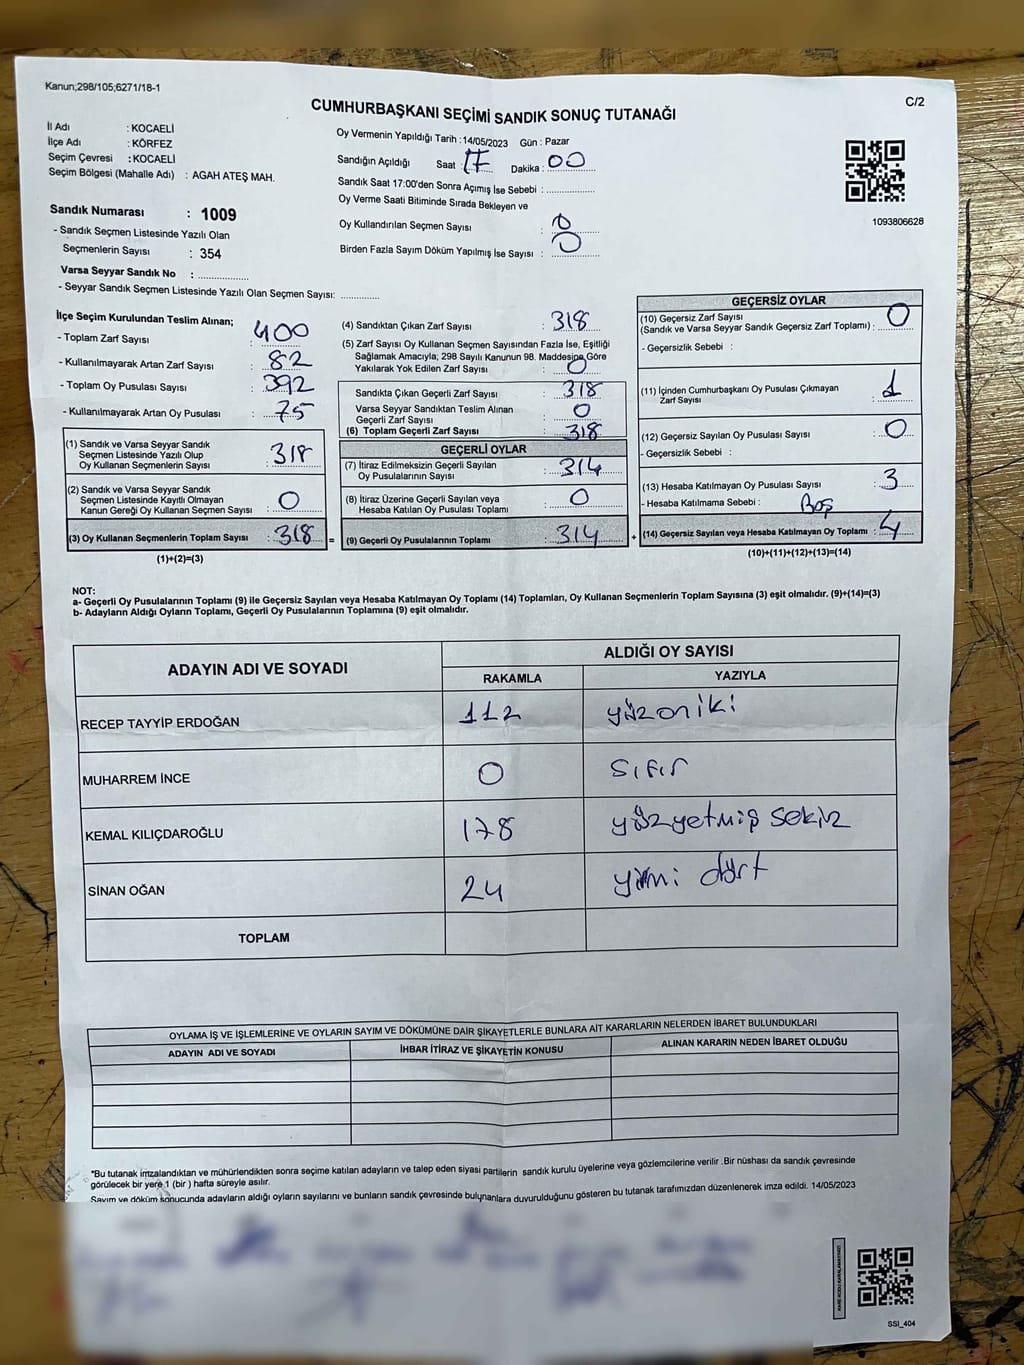 Kanun;298/105;6271/18-1
C/2
CUMHURBAŞKANI SEÇİMİ SANDIK SONUÇ TUTANAĞI
İl Adı : KOCAELİ
İlçe Adı : KÖRFEZ
Seçim Çevresi : KOCAELİ
Seçim Bölgesi (Mahalle Adı) : AGAH ATEŞ MAH.
Sandık Numarası : 1009
- Sandık Seçmen Listesinde Yazılı Olan
Seçmenlerin Sayısı : 354
Varsa Seyyar Sandık No : ..............
- Seyyar Sandık Seçmen Listesinde Yazılı Olan Seçmen Sayısı: ..............
Oy Vermenin Yapıldığı Tarih :14/05/2023 Gün : Pazar
Sandığın Açıldığı Saat : 17 Dakika : 00
Sandık Saat 17:00'den Sonra Açımış İse Sebebi : ..............
Oy Verme Saati Bitiminde Sırada Bekleyen ve
Oy Kullandırılan Seçmen Sayısı : 0
Birden Fazla Sayım Döküm Yapılmış İse Sayısı : 0
1093806628
İlçe Seçim Kurulundan Teslim Alınan;
- Toplam Zarf Sayısı : 400
- Kullanılmayarak Artan Zarf Sayısı : 82
- Toplam Oy Pusulası Sayısı : 392
- Kullanılmayarak Artan Oy Pusulası : 75
(1) Sandık ve Varsa Seyyar Sandık
Seçmen Listesinde Yazılı Olup
Oy Kullanan Seçmenlerin Sayısı : 318
(2) Sandık ve Varsa Seyyar Sandık
Seçmen Listesinde Kayıtlı Olmayan
Kanun Gereği Oy Kullanan Seçmen Sayısı : 0
(3) Oy Kullanan Seçmenlerin Toplam Sayısı : 318 =
(1)+(2)=(3)
(4) Sandıktan Çıkan Zarf Sayısı : 318
(5) Zarf Sayısı Oy Kullanan Seçmen Sayısından Fazla İse, Eşitliği
Sağlamak Amacıyla; 298 Sayılı Kanunun 98. Maddesine Göre
Yakılarak Yok Edilen Zarf Sayısı : 0
Sandıkta Çıkan Geçerli Zarf Sayısı : 318
Varsa Seyyar Sandıktan Teslim Alınan
Geçerli Zarf Sayısı : 0
(6) Toplam Geçerli Zarf Sayısı : 318
GEÇERLİ OYLAR
(7) İtiraz Edilmeksizin Geçerli Sayılan
Oy Pusulalarının Sayısı : 314
(8) İtiraz Üzerine Geçerli Sayılan veya
Hesaba Katılan Oy Pusulası Toplamı : 0
(9) Geçerli Oy Pusulalarının Toplamı : 314 +
GEÇERSİZ OYLAR
(10) Geçersiz Zarf Sayısı
(Sandık ve Varsa Seyyar Sandık Geçersiz Zarf Toplamı) : 0
- Geçersizlik Sebebi :
(11) İçinden Cumhurbaşkanı Oy Pusulası Çıkmayan
Zarf Sayısı : 1
(12) Geçersiz Sayılan Oy Pusulası Sayısı : 0
- Geçersizlik Sebebi :
(13) Hesaba Katılmayan Oy Pusulası Sayısı : 3
- Hesaba Katılmama Sebebi : Boş
(14) Geçersiz Sayılan veya Hesaba Katılmayan Oy Toplamı : 4
(10)+(11)+(12)+(13)=(14)
NOT:
a- Geçerli Oy Pusulalarının Toplamı (9) ile Geçersiz Sayılan veya Hesaba Katılmayan Oy Toplamı (14) Toplamları, Oy Kullanan Seçmenlerin Toplam Sayısına (3) eşit olmalıdır. (9)+(14)=(3)
b- Adayların Aldığı Oyların Toplamı, Geçerli Oy Pusulalarının Toplamına (9) eşit olmalıdır.
ADAYIN ADI VE SOYADI
ALDIĞI OY SAYISI
RAKAMLA YAZIYLA
RECEP TAYYİP ERDOĞAN 112 yüzoniki
MUHARREM İNCE 0 sıfır
KEMAL KILIÇDAROĞLU 178 yüzyetmiş sekiz
SİNAN OĞAN 24 yirmi dört
TOPLAM
OYLAMA İŞ VE İŞLEMLERİNE VE OYLARIN SAYIM VE DÖKÜMÜNE DAİR ŞİKAYETLERLE BUNLARA AİT KARARLARIN NELERDEN İBARET BULUNDUKLARI
ADAYIN ADI VE SOYADI İHBAR İTİRAZ VE ŞİKAYETİN KONUSU ALINAN KARARIN NEDEN İBARET OLDUĞU
*Bu tutanak imzalandıktan ve mühürlendikten sonra seçime katılan adayların ve talep eden siyasi partilerin sandık kurulu üyelerine veya gözlemcilerine verilir .Bir nüshası da sandık çevresinde
görülecek bir yere 1 (bir ) hafta süreyle asılır.
Sayım ve döküm sonucunda adayların aldığı oyların sayılarını ve bunların sandık çevresinde bulunanlara duyurulduğunu gösteren bu tutanak tarafımızdan düzenlenerek imza edildi. 14/05/2023
SSI_404